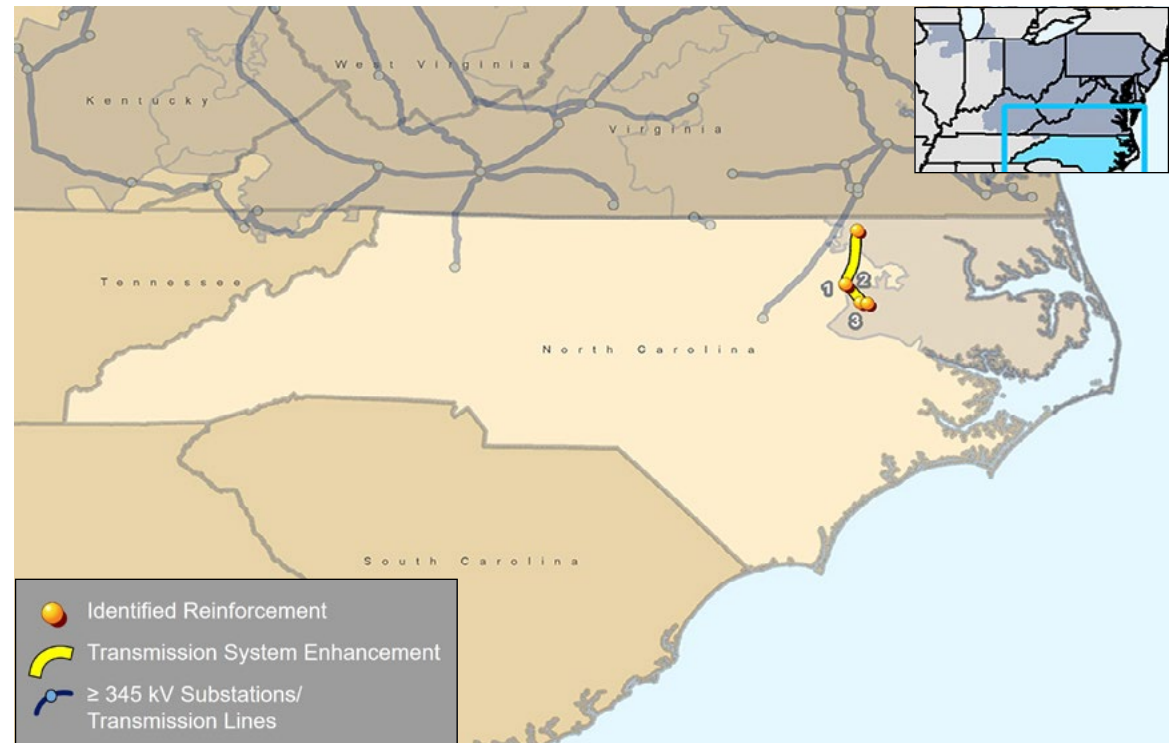 West Virginia
Kentucky
Virginia
Tennessee
1
2
3
North Carolina
South Carolina
Identified Reinforcement
Transmission System Enhancement
≥ 345 kV Substations/
Transmission Lines